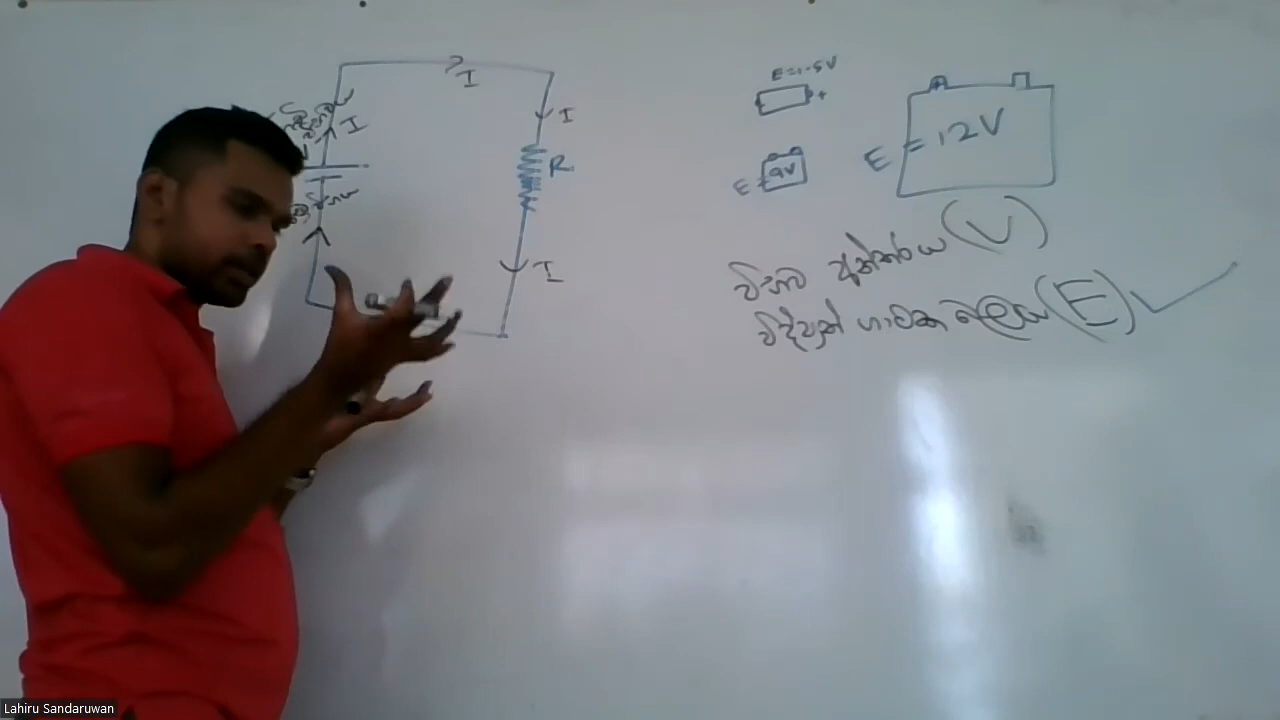 I
I
I
R
I
E=1.5V
+
E = 9V
E = 12V
විභව අන්තරය (V)
විද්යුත් ගාමක බලය (E)
Lahiru Sandaruwan